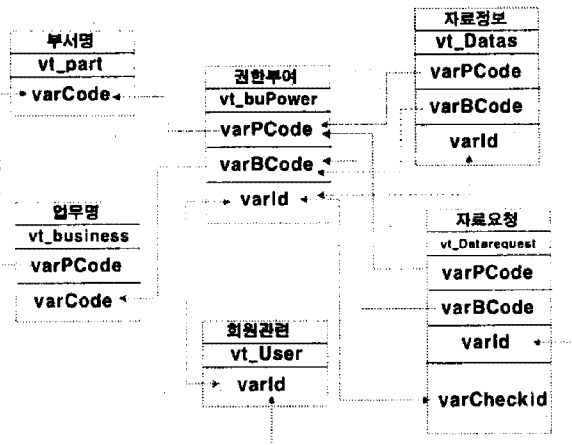 부서명
vt_part
varCode
권한부여
vt_buPower
varPCode
varBCode
varId
자료정보
vt_Datas
varPCode
varBCode
varId
업무명
vt_business
varPCode
varCode
회원관련
vt_User
varId
자료요청
vt_Datarequest
varPCode
varBCode
varId
varCheckId